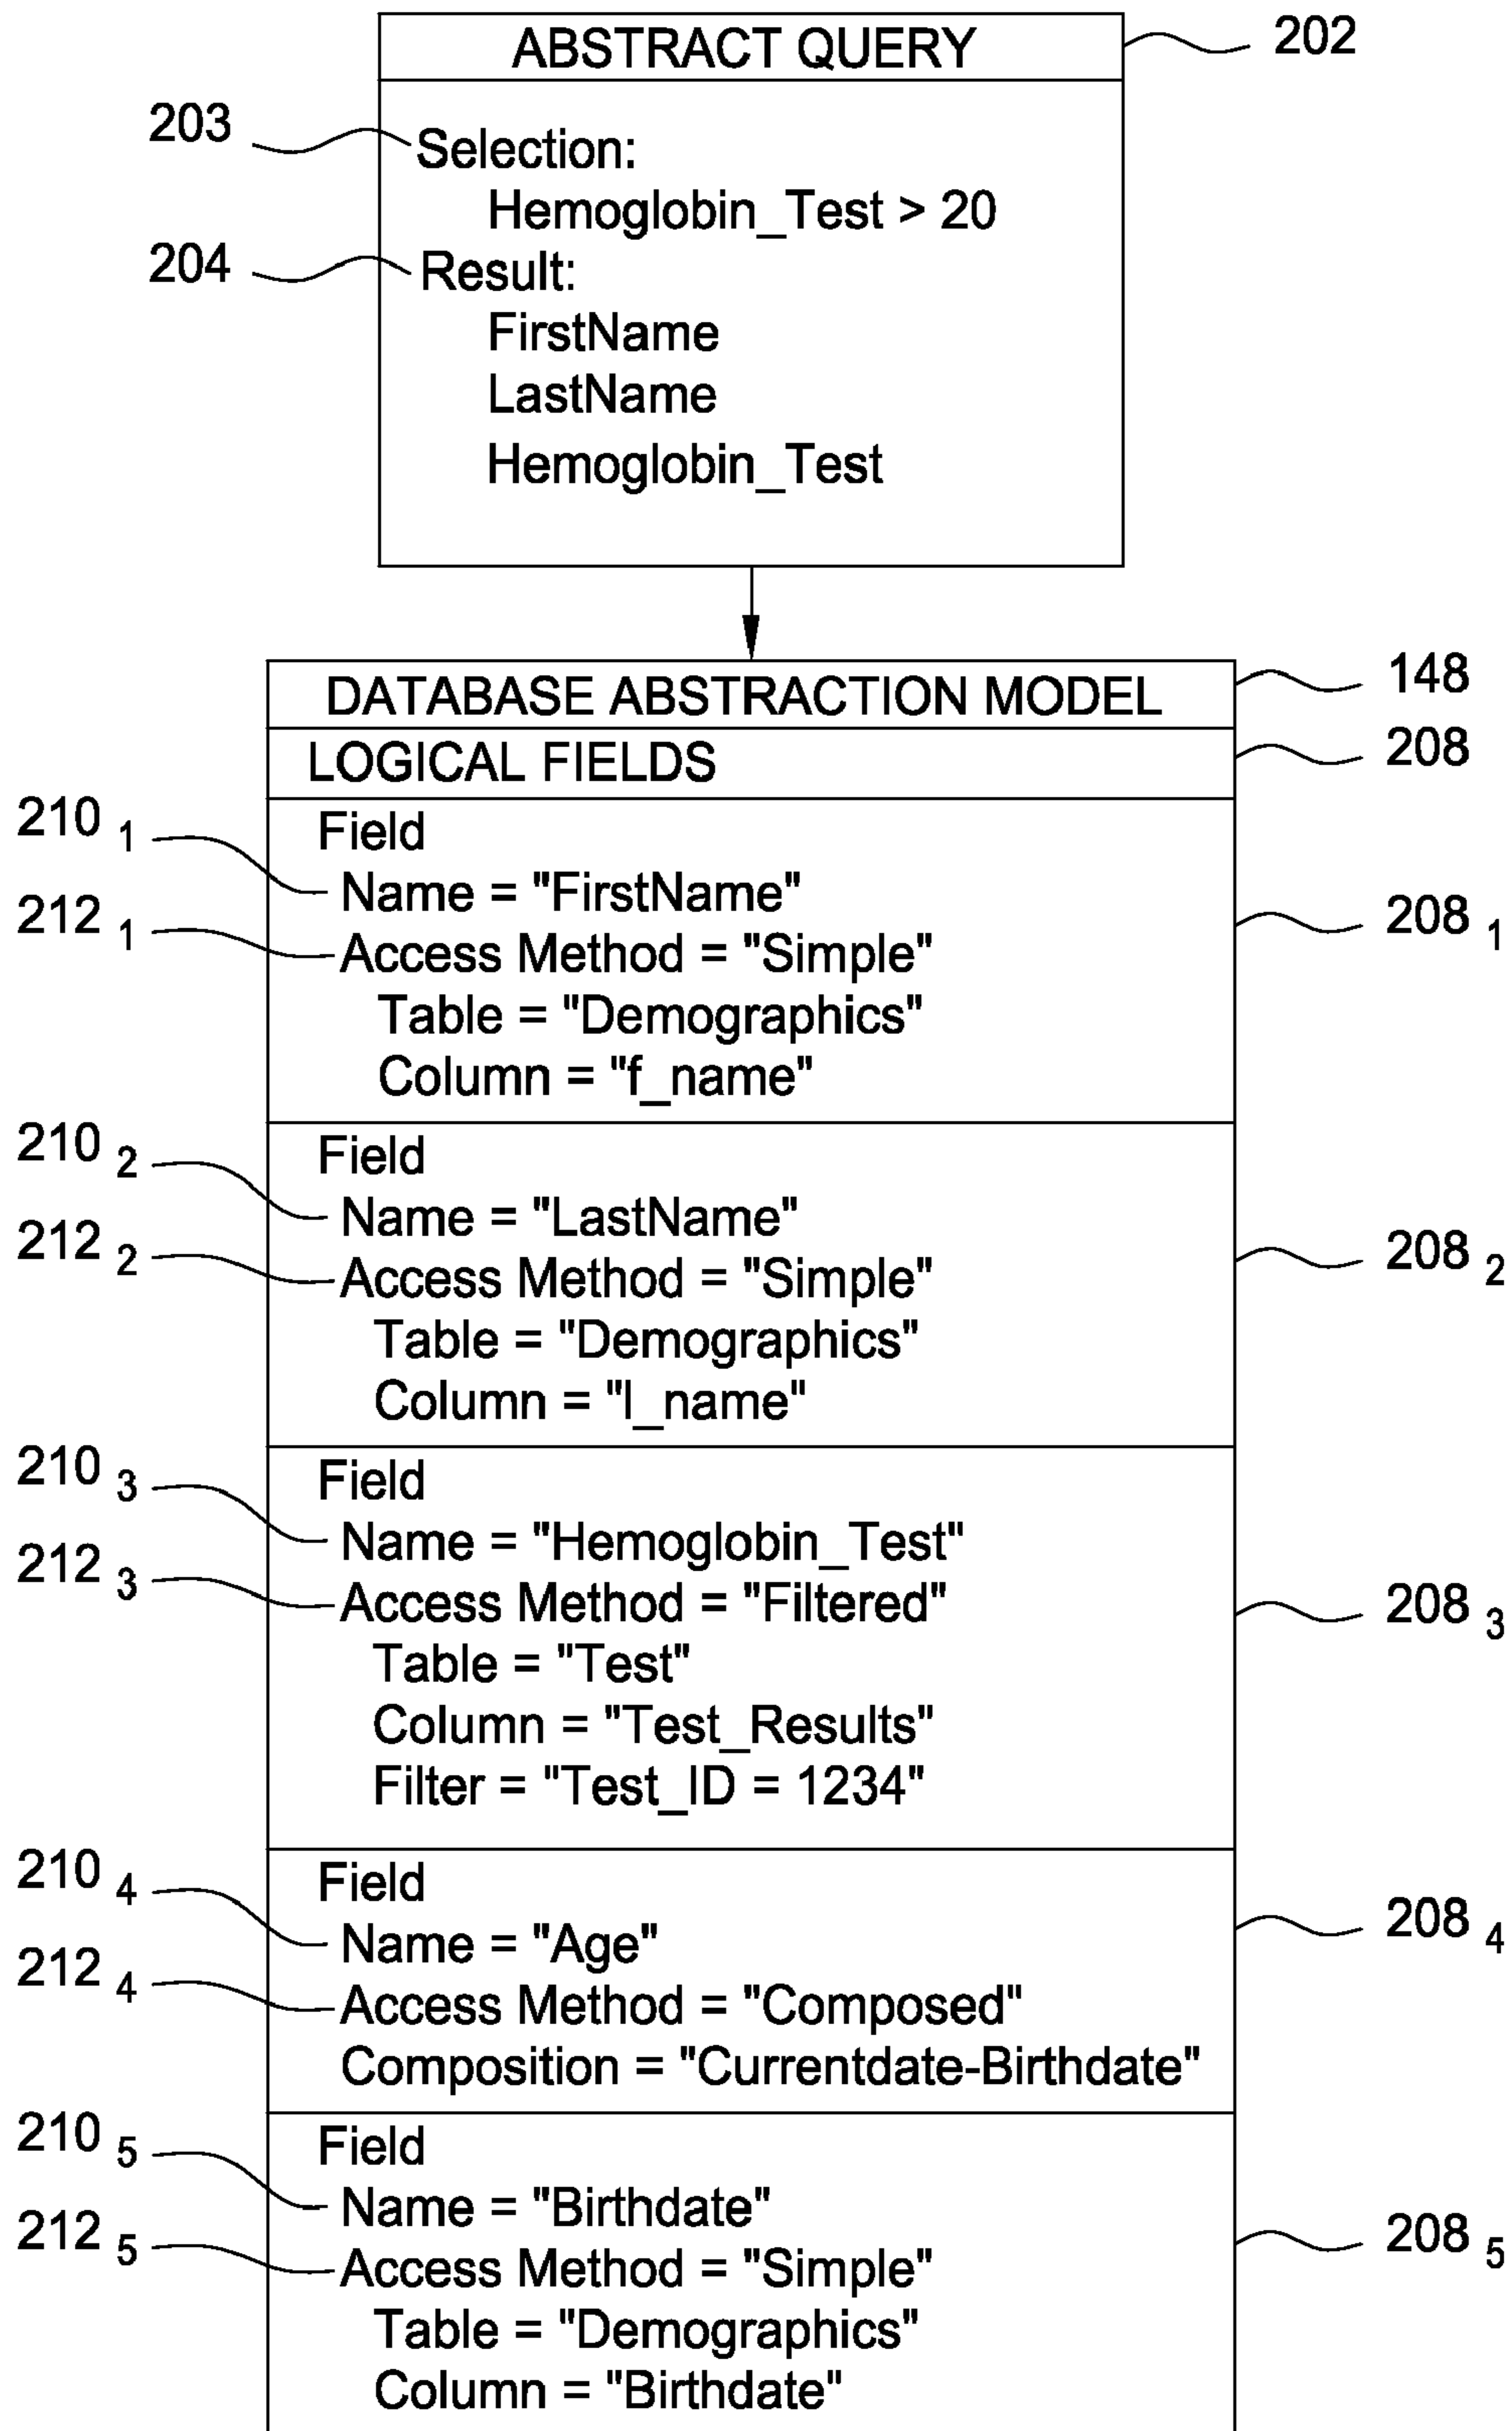 ABSTRACT QUERY
202
203
Selection:
Hemoglobin_Test > 20
204
Result:
FirstName
LastName
Hemoglobin_Test
DATABASE ABSTRACTION MODEL
148
LOGICAL FIELDS
208
210 1
Field
Name = "FirstName"
212 1
Access Method = "Simple"
208 1
Table = "Demographics"
Column = "f_name"
210 2
Field
Name = "LastName"
212 2
Access Method = "Simple"
208 2
Table = "Demographics"
Column = "l_name"
210 3
Field
Name = "Hemoglobin_Test"
212 3
Access Method = "Filtered"
208 3
Table = "Test"
Column = "Test_Results"
Filter = "Test_ID = 1234"
210 4
Field
Name = "Age"
208 4
212 4
Access Method = "Composed"
Composition = "Currentdate-Birthdate"
210 5
Field
Name = "Birthdate"
212 5
Access Method = "Simple"
208 5
Table = "Demographics"
Column = "Birthdate"